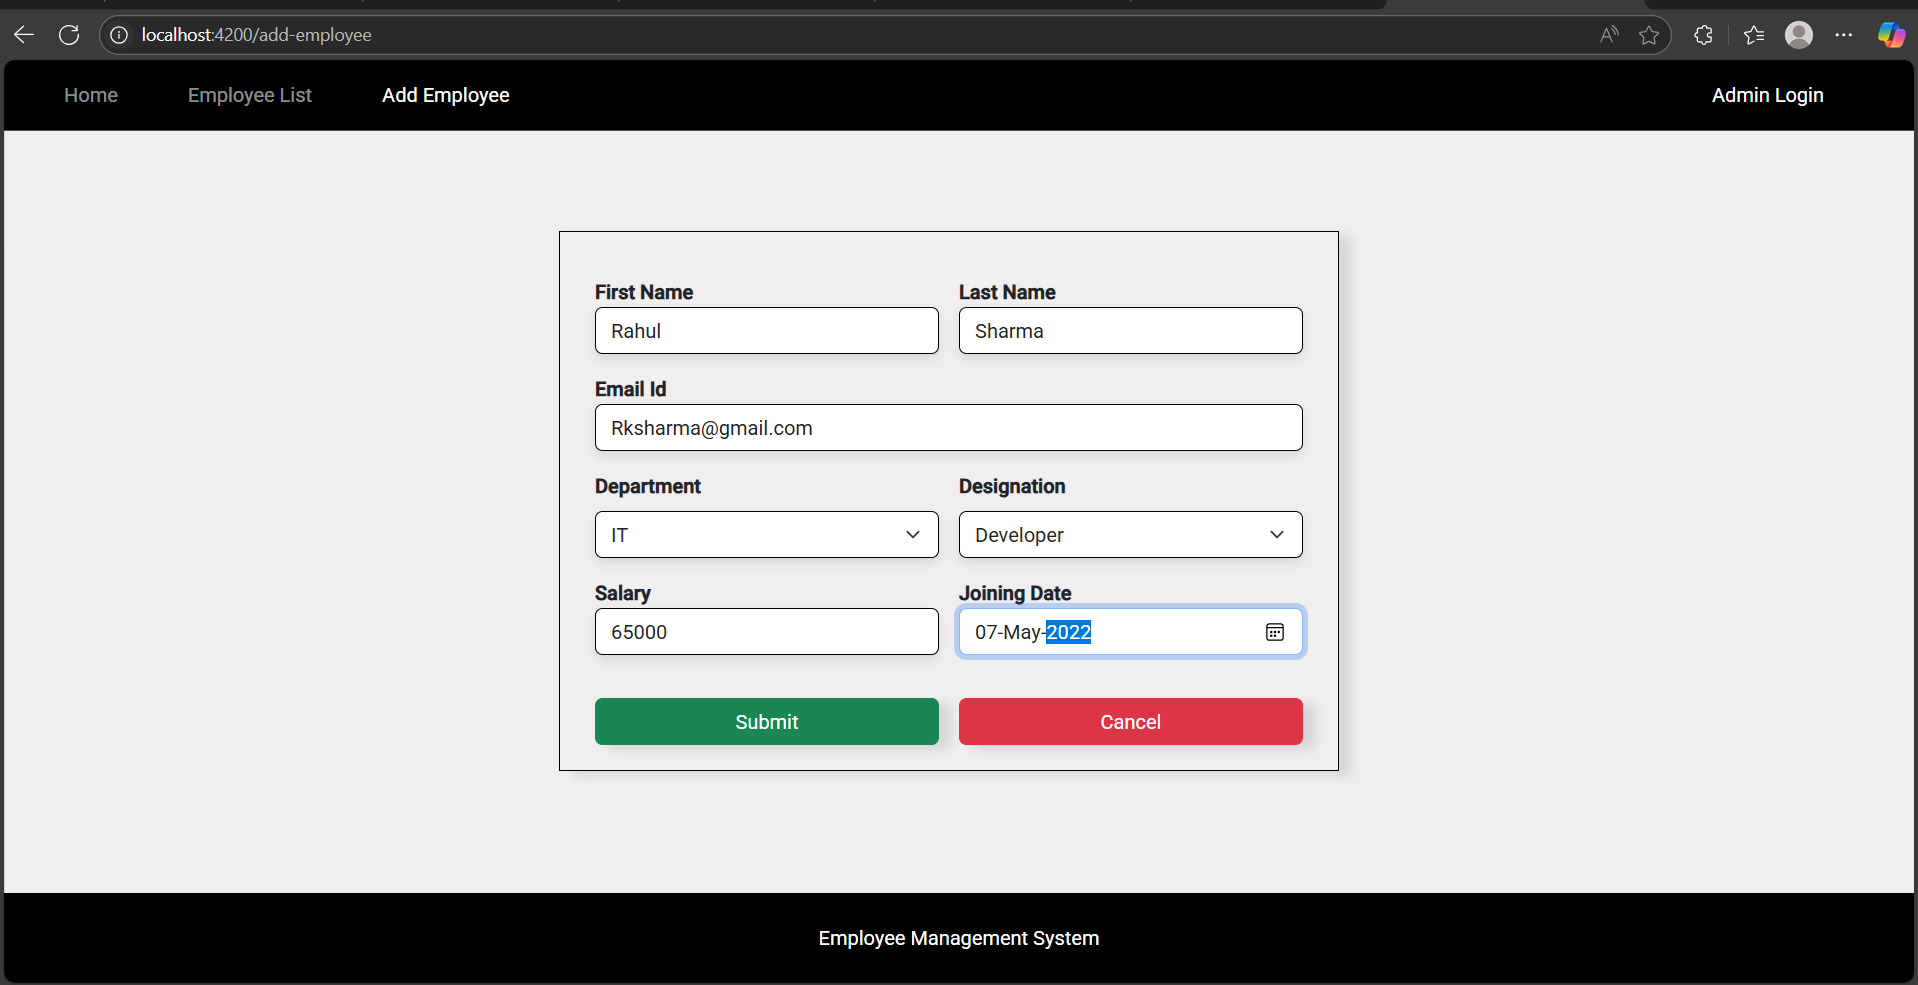 localhost:4200/add-employee
Home Employee List Add Employee Admin Login
First Name Last Name
Rahul Sharma
Email Id
Rksharma@gmail.com
Department Designation
IT Developer
Salary Joining Date
65000 07-May-2022
Submit Cancel
Employee Management System